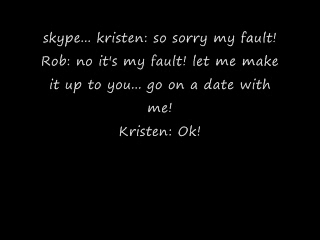 skype... kristen: so sorry my fault!
Rob: no it's my fault! let me make
it up to you... go on a date with
me!
Kristen: Ok!